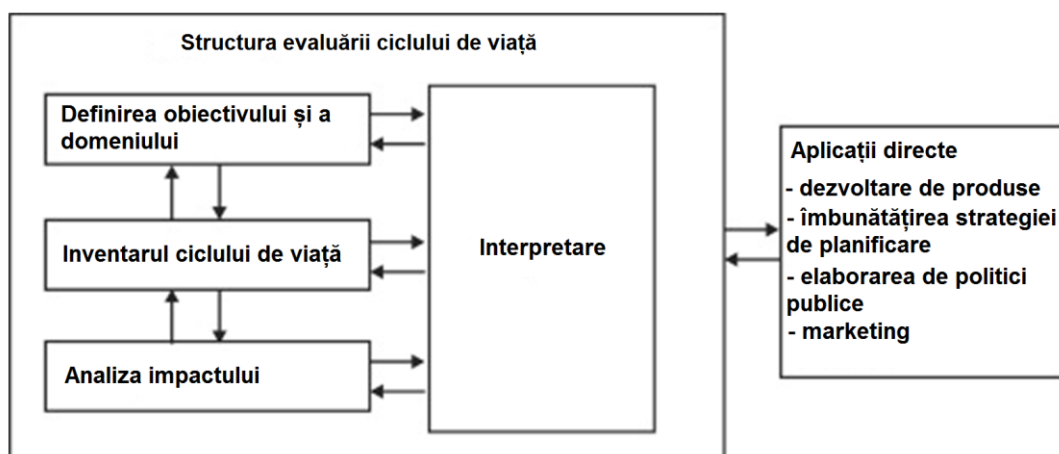 Structura evaluării ciclului de viață
Definirea obiectivului și a
domeniului
Inventarul ciclului de viață
Analiza impactului
Interpretare
Aplicații directe
- dezvoltare de produse
- îmbunătățirea strategiei
de planificare
- elaborarea de politici
publice
- marketing